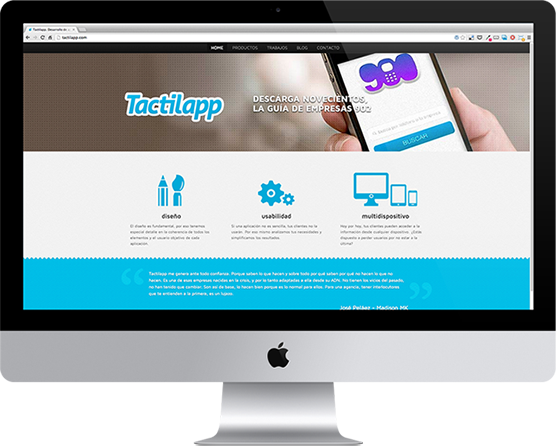 Tactilapp: Desarrollo de
tactilapp.com
HOME PRODUCTOS TRABAJOS BLOG CONTACTO
900
Tactilapp
DESCARGA NOVECIENTOS,
LA GUIA DE EMPRESAS 902
BUSCAR
diseño
usabilidad
multidispositivo
El diseño es fundamental, por eso tenemos
especial detalle en la coherencia de todos los
elementos y el usuario objetivo de cada
aplicación.
Si una aplicación no es sencilla, tus clientes no la
usarán. Por eso mismo analizamos tus necesidades y
simplificamos los resultados.
Hoy por hoy, tus clientes pueden acceder a la
información desde cualquier dispositivo. ¿Estás
dispuesto a perder usuarios por no estar a la
última?
Tactilapp me genera ante todo confianza. Porque saben lo que hacen y sobre todo por qué saben por qué no hacen lo que no
hacen. Es una de esas empresas nacidas en la crisis, y por lo tanto adaptadas a ella desde su ADN. No tienen los vicios del pasado,
no han tenido que cambiar. Son así de base, lo hacen bien porque es lo normal para ellos. Para una agencia, tener interlocutores
que te entienden a la primera, es un lujazo.
José Peláez - Madison MK